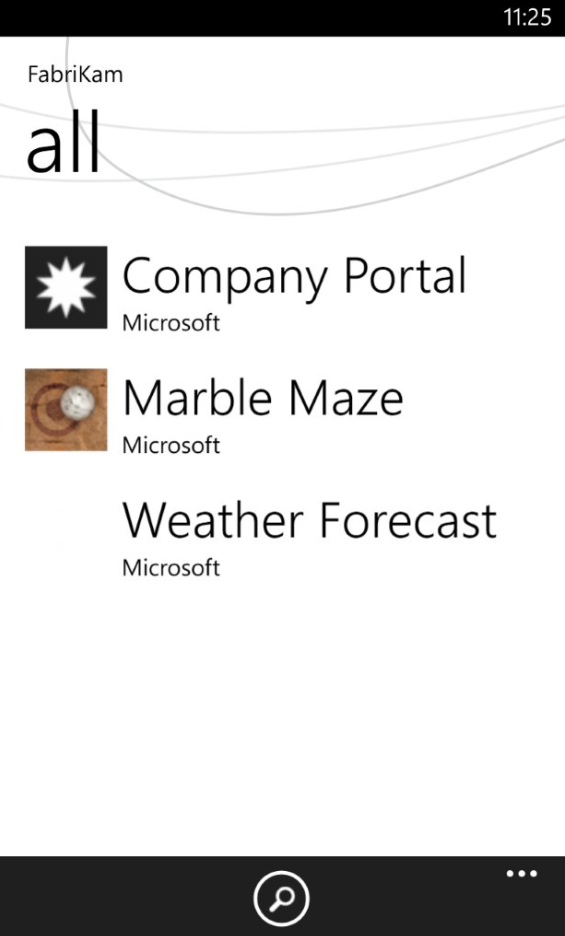 11:25
FabriKam
all
Company Portal
Microsoft
Marble Maze
Microsoft
Weather Forecast
Microsoft